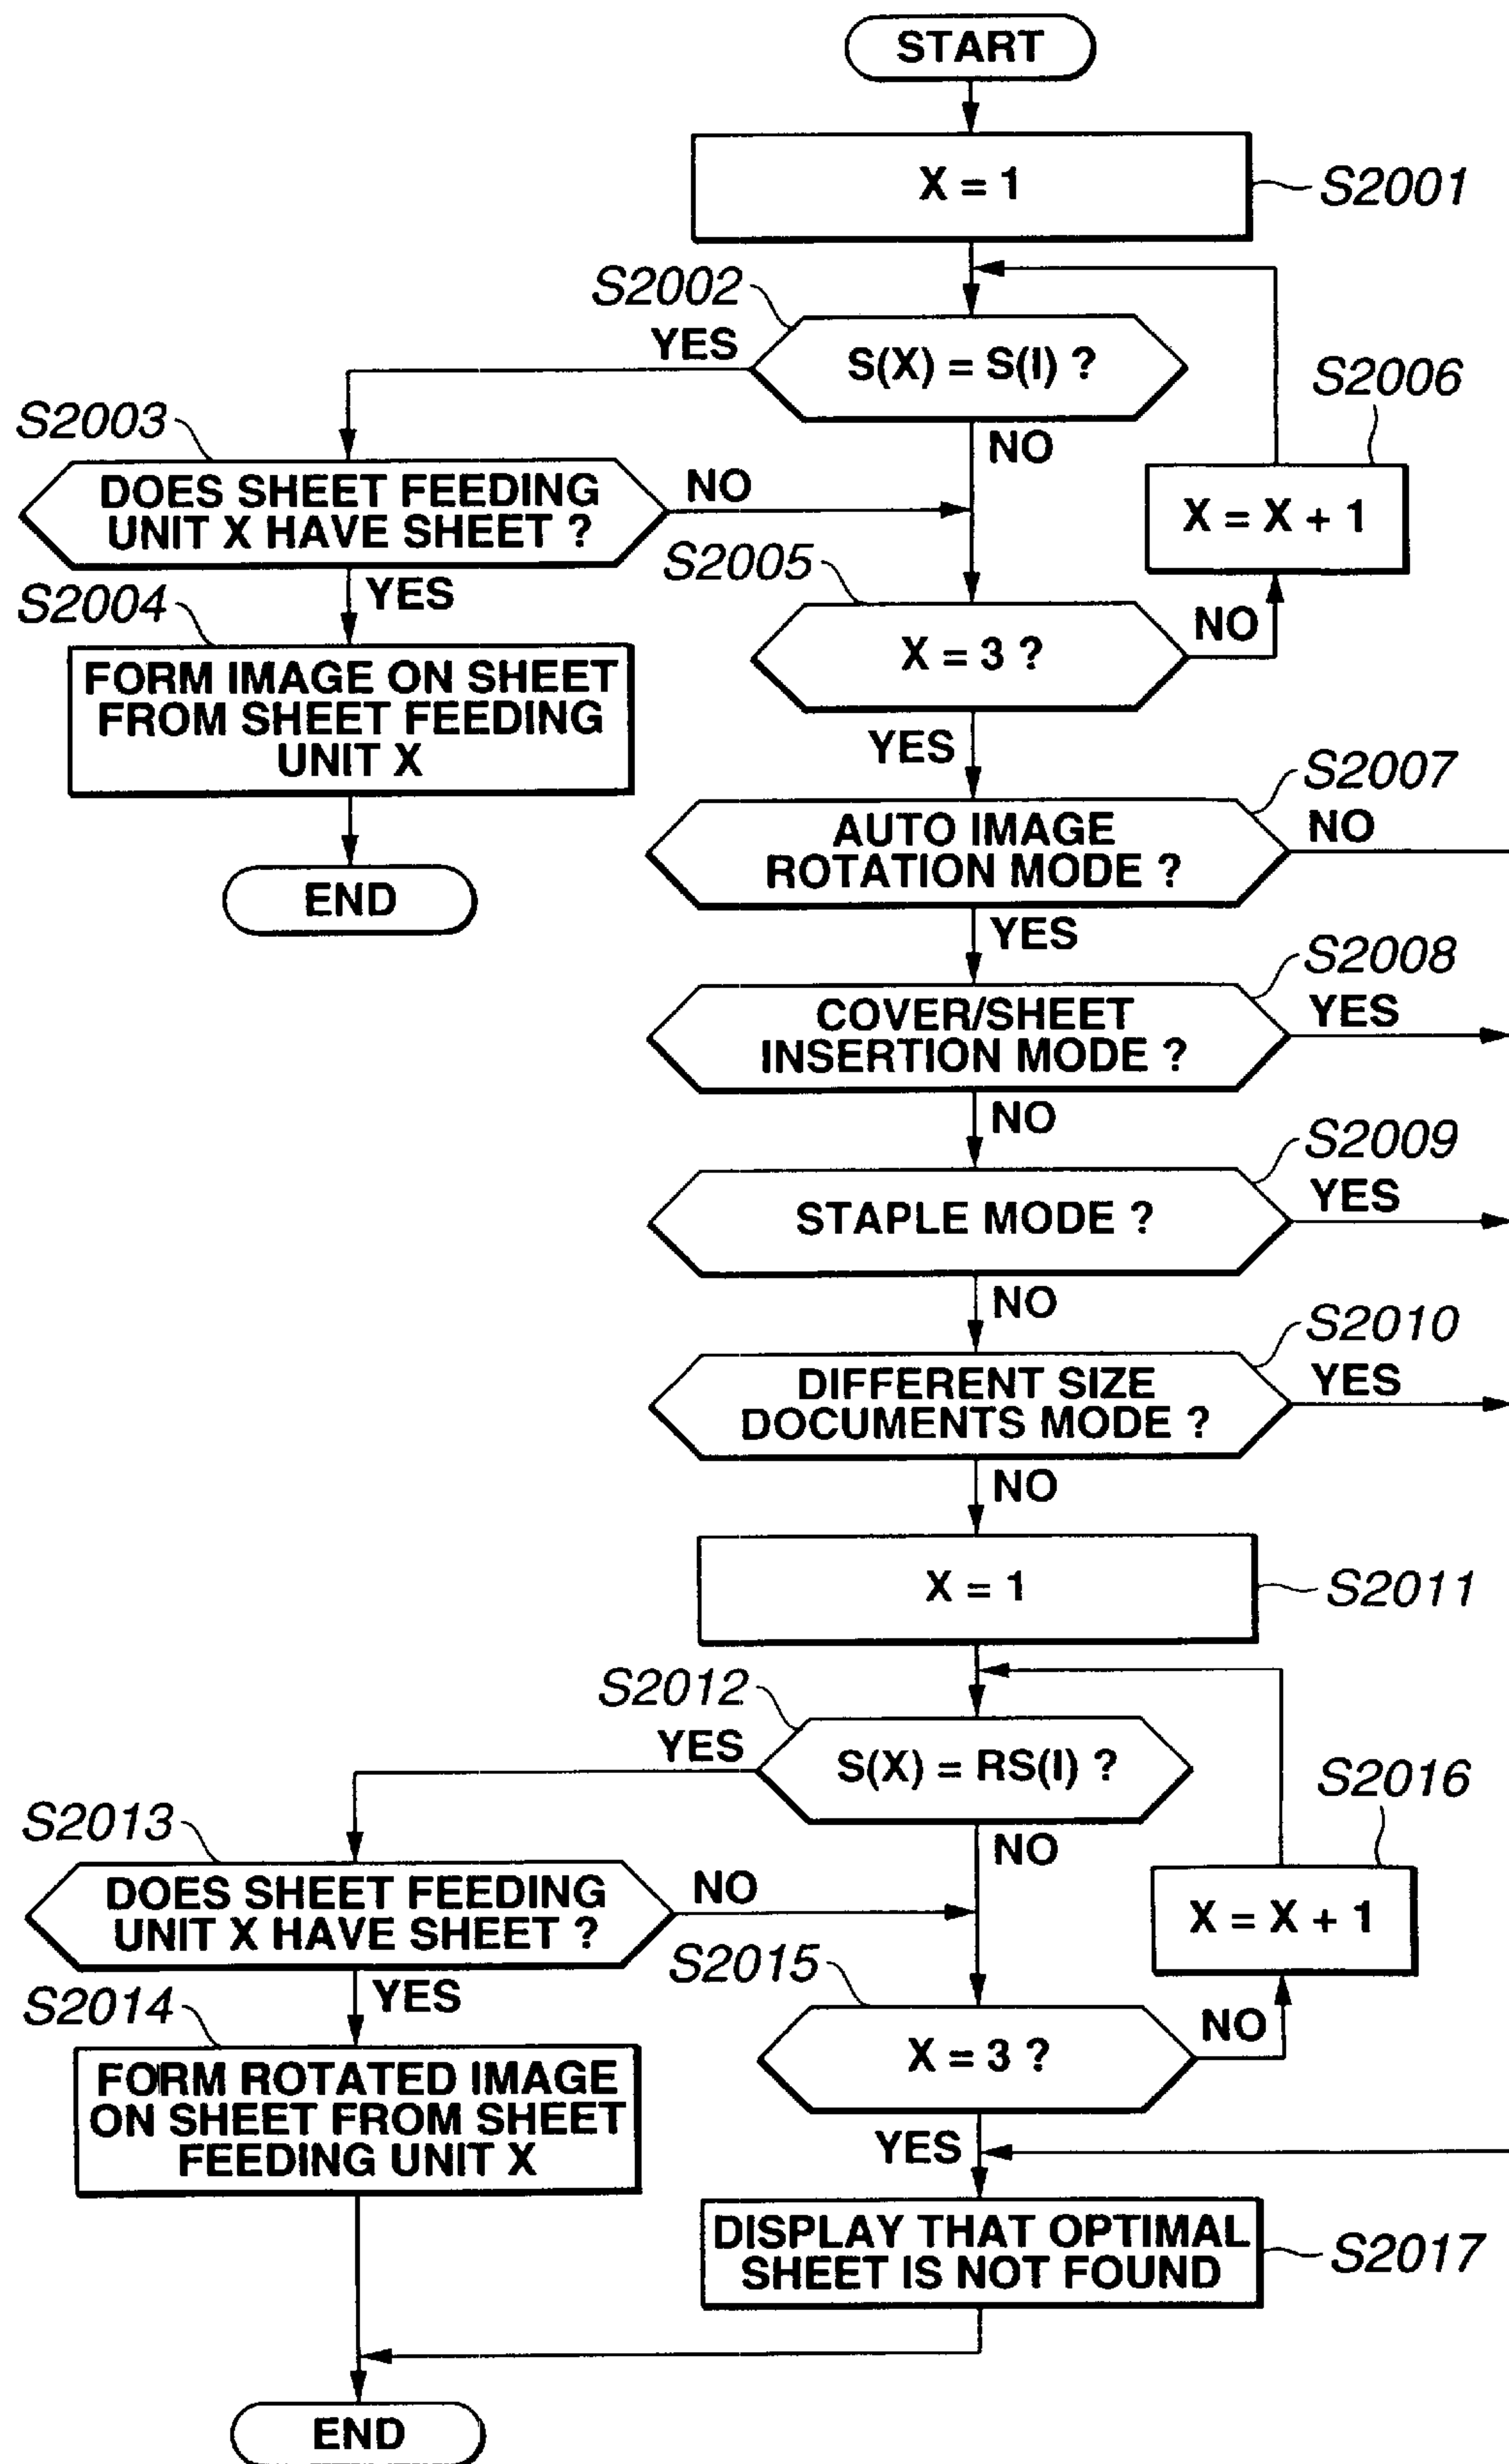 START
X = 1
S2001
S2002
YES
S(X) = S(I) ?
NO
S2006
X = X + 1
S2003
DOES SHEET FEEDING
UNIT X HAVE SHEET ?
NO
YES
S2005
X = 3 ?
NO
S2004
FORM IMAGE ON SHEET
FROM SHEET FEEDING
UNIT X
END
YES
S2007
AUTO IMAGE
ROTATION MODE ?
NO
YES
S2008
COVER/SHEET
INSERTION MODE ?
YES
NO
S2009
STAPLE MODE ?
YES
NO
S2010
DIFFERENT SIZE
DOCUMENTS MODE ?
YES
NO
X = 1
S2011
S2012
YES
S(X) = RS(I) ?
NO
S2016
X = X + 1
S2013
DOES SHEET FEEDING
UNIT X HAVE SHEET ?
NO
YES
S2015
X = 3 ?
NO
S2014
FORM ROTATED IMAGE
ON SHEET FROM SHEET
FEEDING UNIT X
YES
DISPLAY THAT OPTIMAL
SHEET IS NOT FOUND
S2017
END